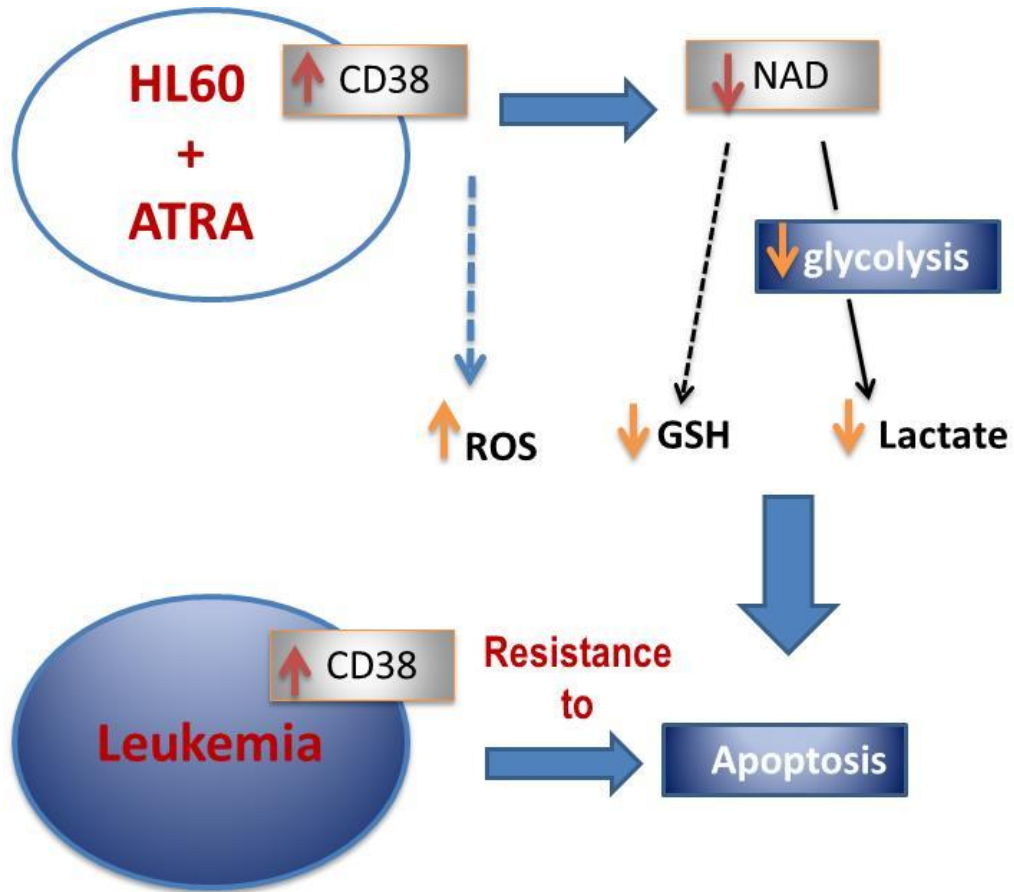 HL60
+
ATRA
CD38
NAD
glycolysis
ROS
GSH
Lactate
Leukemia
CD38
Resistance
to
Apoptosis